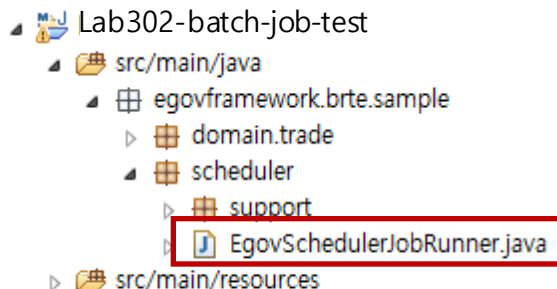 Lab302-batch-job-test
src/main/java
egovframework.brte.sample
domain.trade
scheduler
support
EgovSchedulerJobRunner.java
src/main/resources